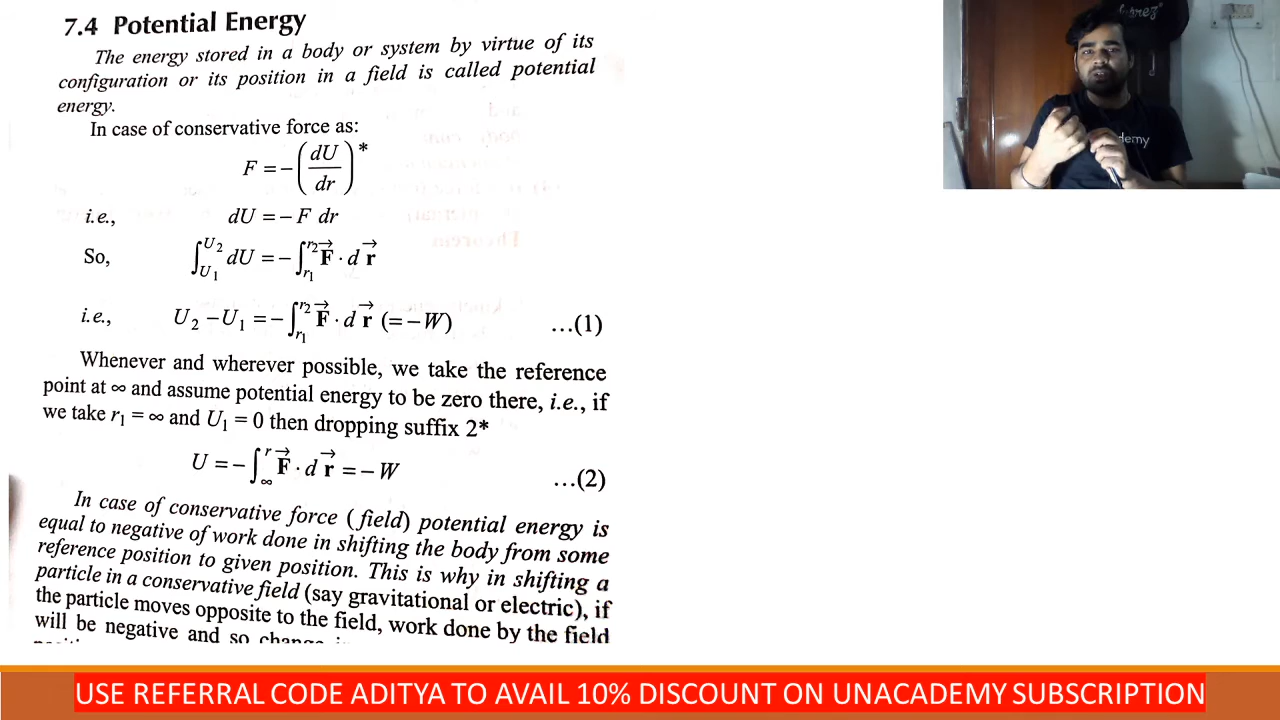 7.4 Potential Energy
The energy stored in a body or system by virtue of its
configuration or its position in a field is called potential
energy.
In case of conservative force as:
F = −(dU/dr)*
i.e., dU = − F dr
So, ∫_{U₁}^{U₂} dU = −∫_{r₁}^{r₂} F⃗ · d r⃗
i.e., U₂ − U₁ = −∫_{r₁}^{r₂} F⃗ · d r⃗ (= − W) ...(1)
Whenever and wherever possible, we take the reference
point at ∞ and assume potential energy to be zero there, i.e., if
we take r₁ = ∞ and U₁ = 0 then dropping suffix 2*
U = −∫_{∞}^{r} F⃗ · d r⃗ = − W ...(2)
In case of conservative force (field) potential energy is
equal to negative of work done in shifting the body from some
reference position to given position. This is why in shifting a
particle in a conservative field (say gravitational or electric), if
the particle moves opposite to the field, work done by the field
will be negative and so change
demy
USE REFERRAL CODE ADITYA TO AVAIL 10% DISCOUNT ON UNACADEMY SUBSCRIPTION